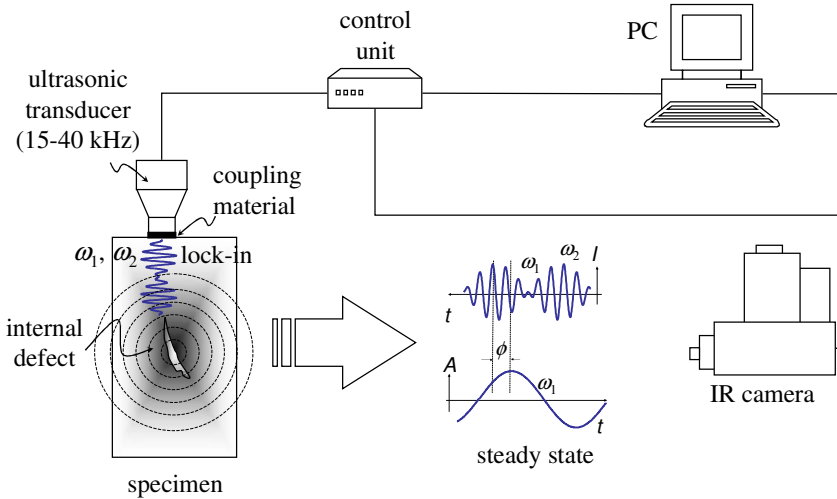 control
unit
PC
ultrasonic
transducer
(15-40 kHz)
coupling
material
ω1, ω2 lock-in
internal
defect
specimen
ω1
ω2
I
t
ϕ
A
ω1
t
steady state
IR camera